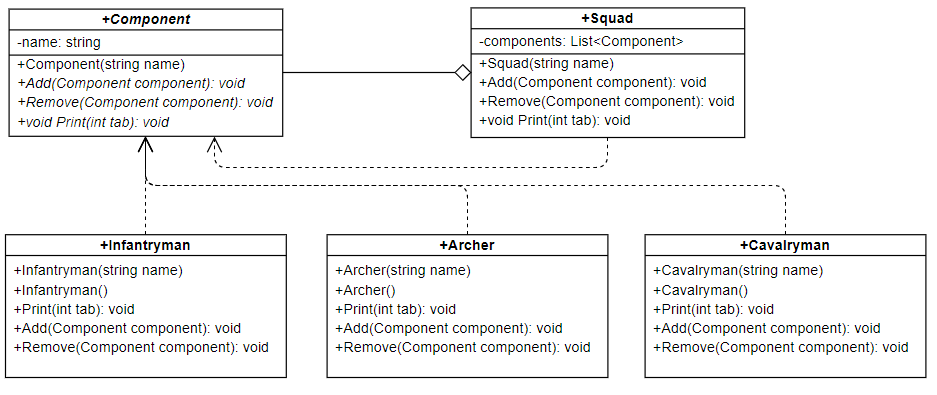 +Component
-name: string
+Component(string name)
+Add(Component component): void
+Remove(Component component): void
+void Print(int tab): void
+Squad
-components: List<Component>
+Squad(string name)
+Add(Component component): void
+Remove(Component component): void
+void Print(int tab): void
+Infantryman
+Infantryman(string name)
+Infantryman()
+Print(int tab): void
+Add(Component component): void
+Remove(Component component): void
+Archer
+Archer(string name)
+Archer()
+Print(int tab): void
+Add(Component component): void
+Remove(Component component): void
+Cavalryman
+Cavalryman(string name)
+Cavalryman()
+Print(int tab): void
+Add(Component component): void
+Remove(Component component): void